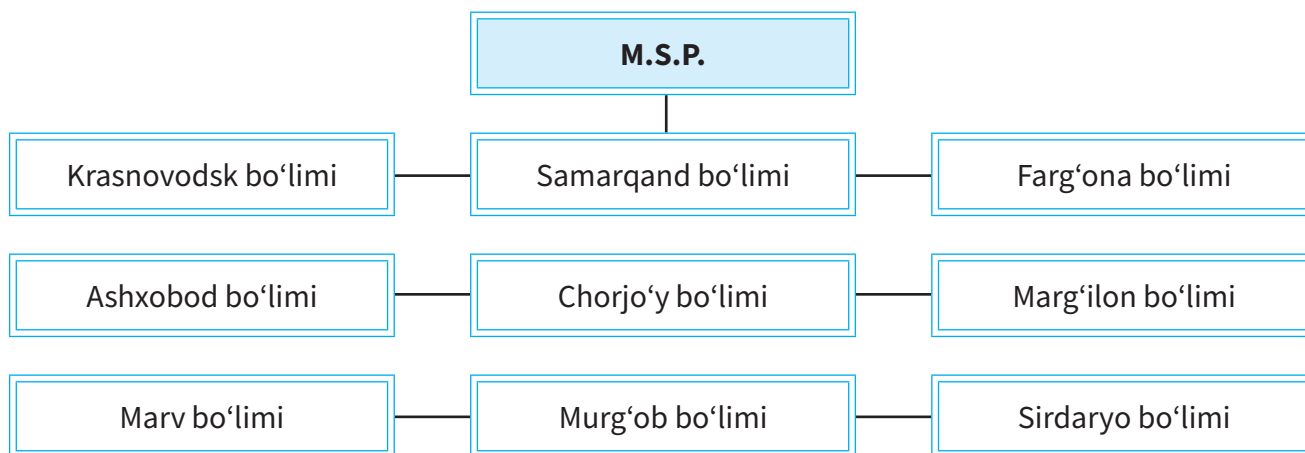 M.S.P.
Krasnovodsk bo‘limi
Samarqand bo‘limi
Farg‘ona bo‘limi
Ashxobod bo‘limi
Chorjo‘y bo‘limi
Marg‘ilon bo‘limi
Marv bo‘limi
Murg‘ob bo‘limi
Sirdaryo bo‘limi